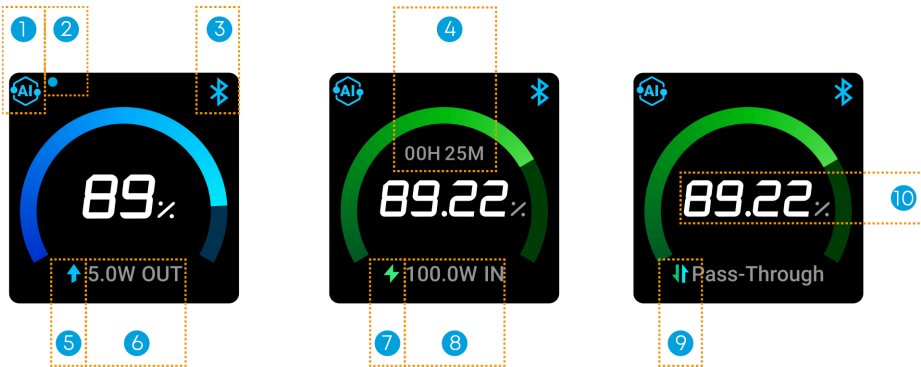 1 2 3 4
AI AI AI
00H 25M
89% 89.22% 89.22% 10
5.0W OUT 100.0W IN Pass-Through
5 6 7 8 9